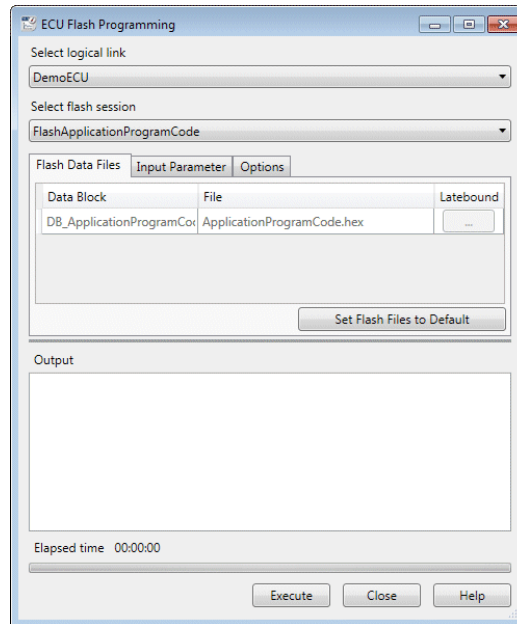 ECU Flash Programming
Select logical link
DemoECU
Select flash session
FlashApplicationProgramCode
Flash Data Files Input Parameter Options
Data Block File Latebound
DB_ApplicationProgramCo ApplicationProgramCode.hex ...
Set Flash Files to Default
Output
Elapsed time 00:00:00
Execute Close Help